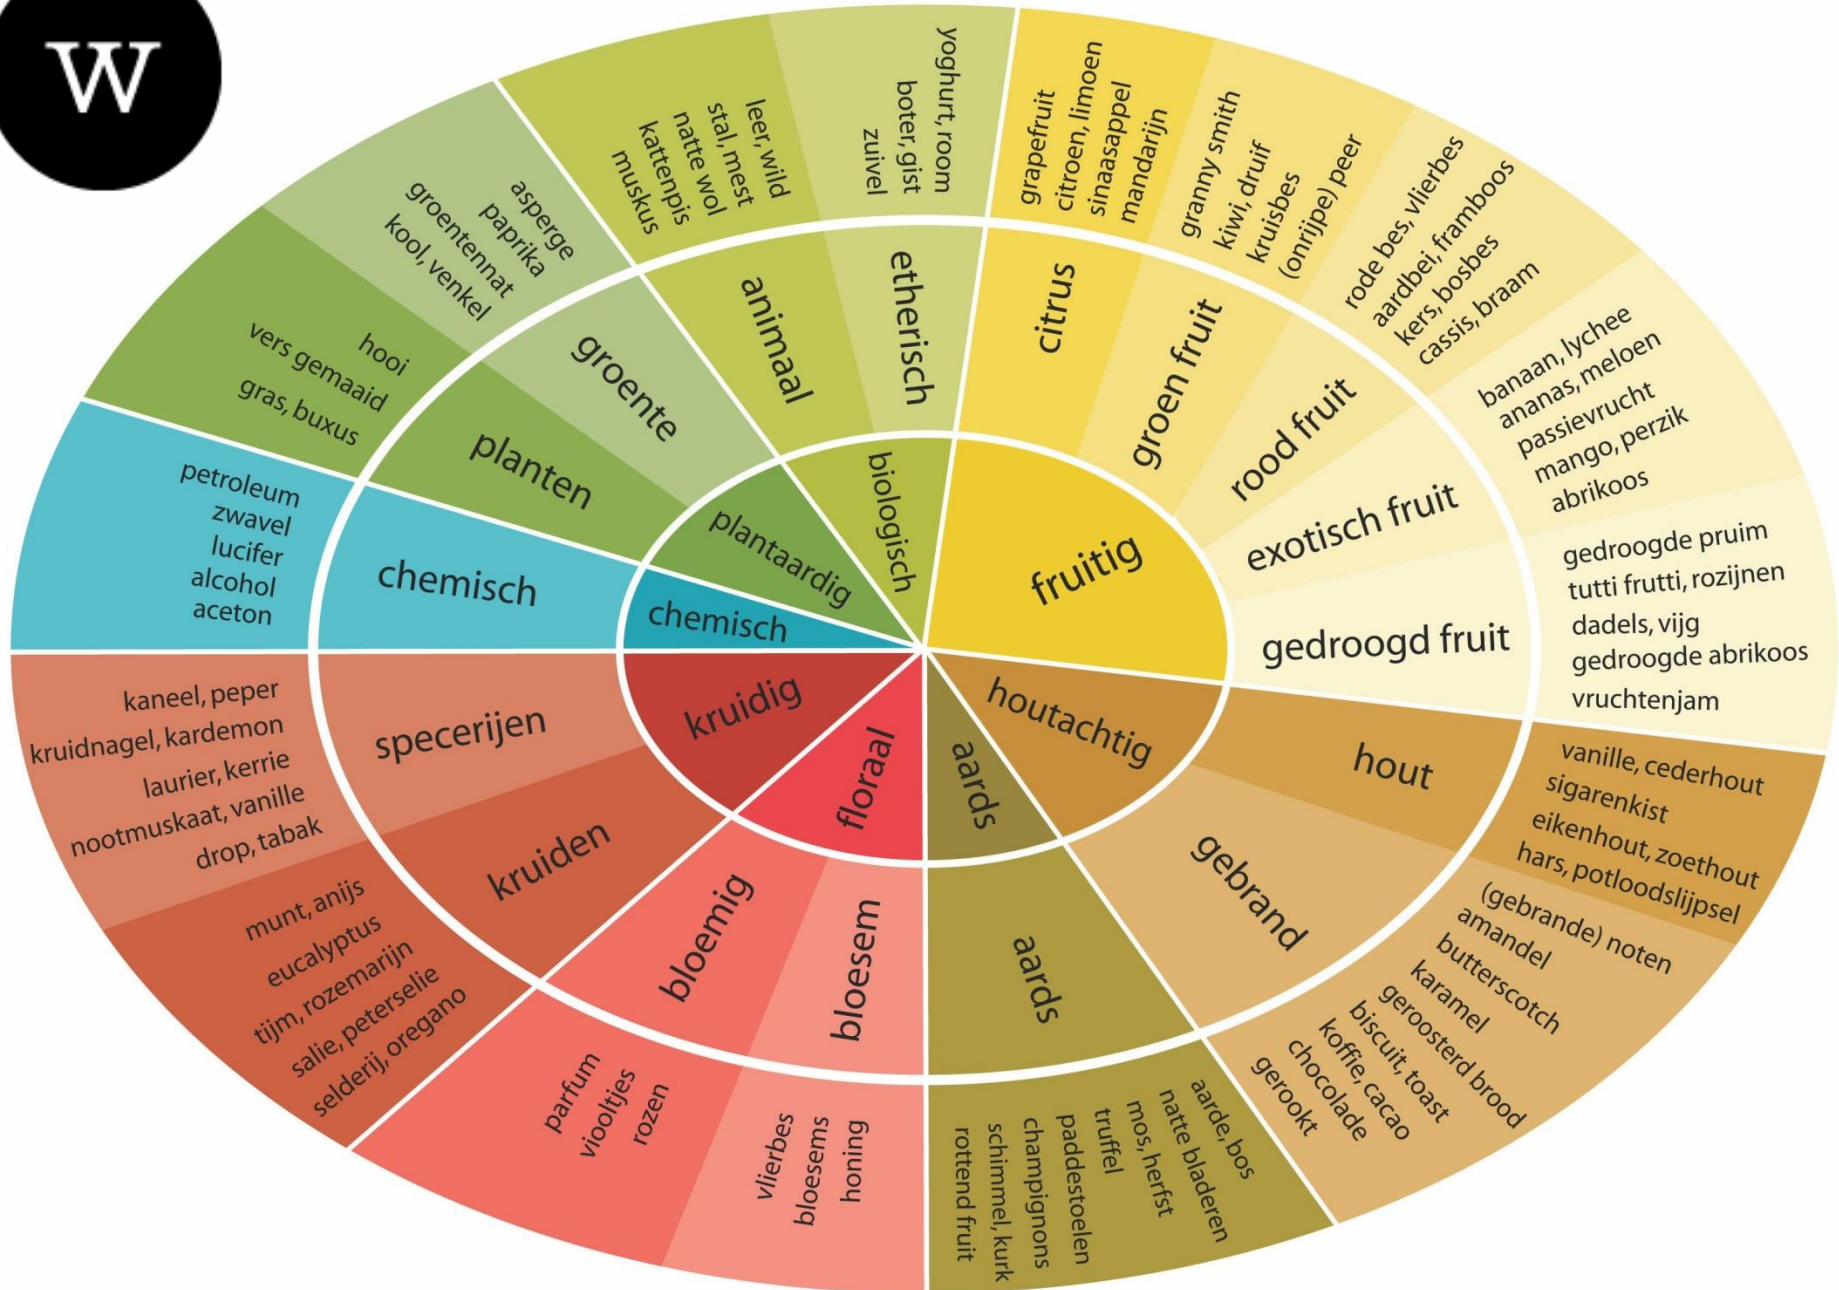 W
fruitig
citrus
grapefruit
citroen, limoen
sinaasappel
mandarijn
groen fruit
granny smith
kiwi, druif
kruisbes
(onrijpe) peer
rood fruit
rode bes, vlierbes
aardbei, framboos
kers, bosbes
cassis, braam
exotisch fruit
banaan, lychee
ananas, meloen
passievrucht
mango, perzik
abrikoos
gedroogd fruit
gedroogde pruim
tutti frutti, rozijnen
dadels, vijg
gedroogde abrikoos
vruchtenjam
houtachtig
hout
vanille, cederhout
sigarenkist
eikenhout, zoethout
hars, potloodslijpsel
gebrand
(gebrande) noten
amandel
butterscotch
karamel
geroosterd brood
biscuit, toast
koffie, cacao
chocolade
gerookt
aards
aards
aarde, bos
natte bladeren
mos, herfst
truffel
paddestoelen
champignons
schimmel, kurk
rottend fruit
floraal
bloesem
honing
bloesems
vlierbes
bloemig
rozen
viooltjes
parfum
kruidig
kruiden
munt, anijs
eucalyptus
tijm, rozemarijn
salie, peterselie
selderij, oregano
specerijen
kaneel, peper
kruidnagel, kardemon
laurier, kerrie
nootmuskaat, vanille
drop, tabak
chemisch
chemisch
petroleum
zwavel
lucifer
alcohol
aceton
plantaardig
planten
hooi
vers gemaaid
gras, buxus
groente
asperge
paprika
groentennat
kool, venkel
biologisch
animaal
leer, wild
stal, mest
natte wol
kattenpis
muskus
etherisch
yoghurt, room
boter, gist
zuivel